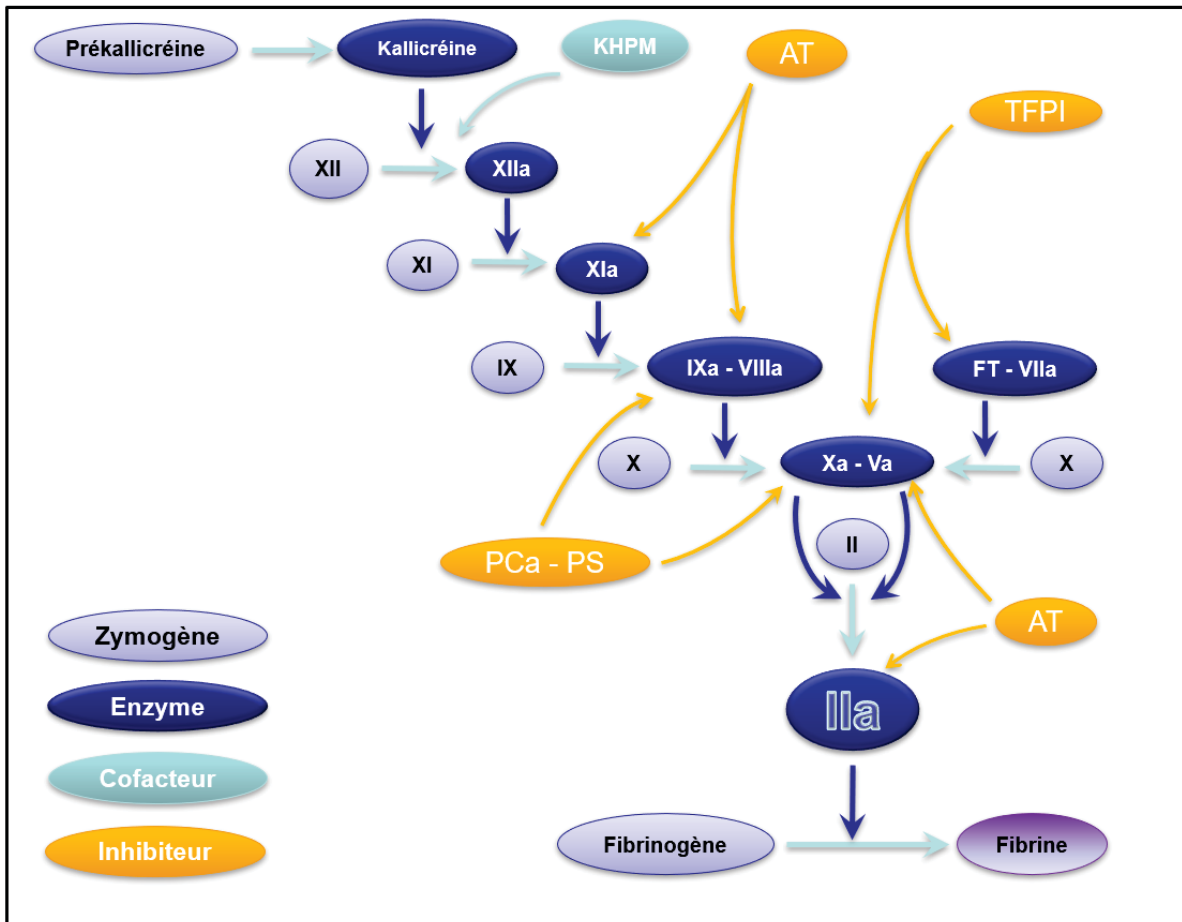 Prékallicréine
Kallicréine
KHPM
AT
TFPI
XII
XIIa
XI
XIa
IX
IXa - VIIIa
FT - VIIa
X
Xa - Va
X
PCa - PS
II
AT
Zymogène
IIa
Enzyme
Cofacteur
Inhibiteur
Fibrinogène
Fibrine